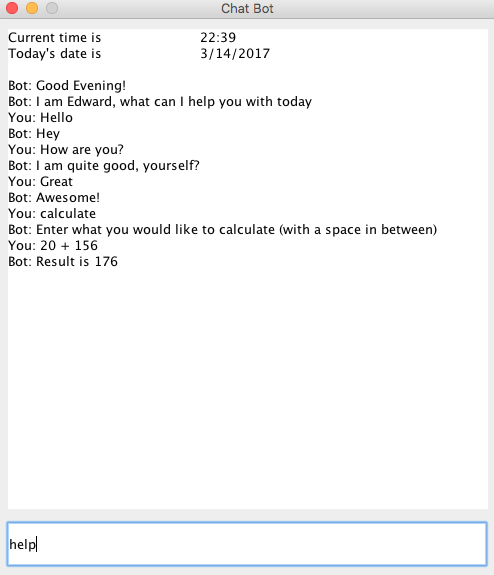 Chat Bot
Current time is 22:39
Today's date is 3/14/2017
Bot: Good Evening!
Bot: I am Edward, what can I help you with today
You: Hello
Bot: Hey
You: How are you?
Bot: I am quite good, yourself?
You: Great
Bot: Awesome!
You: calculate
Bot: Enter what you would like to calculate (with a space in between)
You: 20 + 156
Bot: Result is 176
help